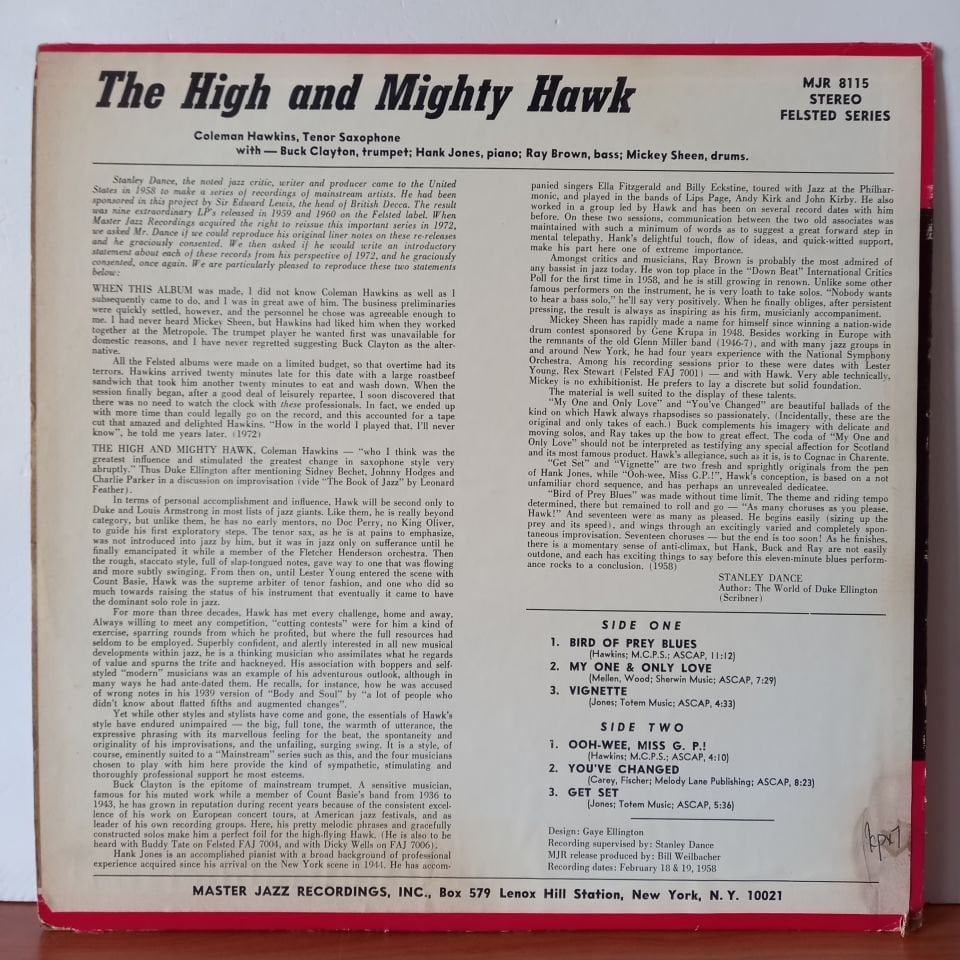 The High and Mighty Hawk
MJR 8115
STEREO
FELSTED SERIES
Coleman Hawkins, Tenor Saxophone
with — Buck Clayton, trumpet; Hank Jones, piano; Ray Brown, bass; Mickey Sheen, drums.
Stanley Dance, the noted jazz critic, writer and producer came to the United
States in 1958 to make a series of recordings of mainstream artists. He had been
sponsored in this project by Sir Edward Lewis, the head of British Decca. The result
was nine extraordinary LP's released in 1959 and 1960 on the Felsted label. When
Master Jazz Recordings acquired the right to reissue this important series in 1972,
we asked Mr. Dance if we could reproduce his original liner notes on these re-releases
and he graciously consented. We then asked if he would write an introductory
statement about each of these records from his perspective of 1972, and he graciously
consented, once again. We are particularly pleased to reproduce these two statements
below:
WHEN THIS ALBUM was made, I did not know Coleman Hawkins as well as I
subsequently came to do, and I was in great awe of him. The business preliminaries
were quickly settled, however, and the personnel he chose was agreeable enough to
me. I had never heard Mickey Sheen, but Hawkins had liked him when they worked
together at the Metropole. The trumpet player he wanted first was unavailable for
domestic reasons, and I have never regretted suggesting Buck Clayton as the alter-
native.
All the Felsted albums were made on a limited budget, so that overtime had its
terrors. Hawkins arrived twenty minutes late for this date with a large roastbeef
sandwich that took him another twenty minutes to eat and wash down. When the
session finally began, after a good deal of leisurely repartee, I soon discovered that
there was no need to watch the clock with these professionals. In fact, we ended up
with more time than could legally go on the record, and this accounted for a tape
cut that amazed and delighted Hawkins. "How in the world I played that, I'll never
know", he told me years later. (1972)
THE HIGH AND MIGHTY HAWK, Coleman Hawkins — "who I think was the
greatest influence and stimulated the greatest change in saxophone style very
abruptly." Thus Duke Ellington after mentioning Sidney Bechet, Johnny Hodges and
Charlie Parker in a discussion on improvisation (vide "The Book of Jazz" by Leonard
Feather).
In terms of personal accomplishment and influence, Hawk will be second only to
Duke and Louis Armstrong in most lists of jazz giants. Like them, he is really beyond
category, but unlike them, he has no early mentors, no Doc Perry, no King Oliver,
to guide his first exploratory steps. The tenor sax, as he is at pains to emphasize,
was not introduced into jazz by him, but it was in jazz only on sufferance until he
finally emancipated it while a member of the Fletcher Henderson orchestra. Then
the rough, staccato style, full of slap-tongued notes, gave way to one that was flowing
and more subtly swinging. From then on, until Lester Young entered the scene with
Count Basie, Hawk was the supreme arbiter of tenor fashion, and one who did so
much towards raising the status of his instrument that eventually it came to have
the dominant solo role in jazz.
For more than three decades, Hawk has met every challenge, home and away.
Always willing to meet any competition, "cutting contests" were for him a kind of
exercise, sparring rounds from which he profited, but where the full resources had
seldom to be employed. Superbly confident, and alertly interested in all new musical
developments within jazz, he is a thinking musician who assimilates what he regards
of value and spurns the trite and hackneyed. His association with boppers and self-
styled "modern" musicians was an example of his adventurous outlook, although in
many ways he had ante-dated them. He recalls, for instance, how he was accused
of wrong notes in his 1939 version of "Body and Soul" by "a lot of people who
didn't know about flatted fifths and augmented changes".
Yet while other styles and stylists have come and gone, the essentials of Hawk's
style have endured unimpaired — the big, full tone, the warmth of utterance, the
expressive phrasing with its marvellous feeling for the beat, the spontaneity and
originality of his improvisations, and the unfailing, surging swing. It is a style, of
course, eminently suited to a "Mainstream" series such as this, and the four musicians
chosen to play with him here provide the kind of sympathetic, stimulating and
thoroughly professional support he most esteems.
Buck Clayton is the epitome of mainstream trumpet. A sensitive musician,
famous for his muted work while a member of Count Basie's band from 1936 to
1943, he has grown in reputation during recent years because of the consistent excel-
lence of his work on European concert tours, at American jazz festivals, and as
leader of his own recording groups. Here, his pretty melodic phrases and gracefully
constructed solos make him a perfect foil for the high-flying Hawk. (He is also to be
heard with Buddy Tate on Felsted FAJ 7004, and with Dicky Wells on FAJ 7006).
Hank Jones is an accomplished pianist with a broad background of professional
experience acquired since his arrival on the New York scene in 1944. He has accom-
panied singers Ella Fitzgerald and Billy Eckstine, toured with Jazz at the Philhar-
monic, and played in the bands of Lips Page, Andy Kirk and John Kirby. He also
worked in a group led by Hawk and has been on several record dates with him
before. On these two sessions, communication between the two old associates was
maintained with such a minimum of words as to suggest a great forward step in
mental telepathy. Hank's delightful touch, flow of ideas, and quick-witted support,
make his part here one of extreme importance.
Amongst critics and musicians, Ray Brown is probably the most admired of
any bassist in jazz today. He won top place in the "Down Beat" International Critics
Poll for the first time in 1958, and he is still growing in renown. Unlike some other
famous performers on the instrument, he is very loath to take solos. "Nobody wants
to hear a bass solo," he'll say very positively. When he finally obliges, after persistent
pressing, the result is always as inspiring as his firm, musicianly accompaniment.
Mickey Sheen has rapidly made a name for himself since winning a nation-wide
drum contest sponsored by Gene Krupa in 1948. Besides working in Europe with
the remnants of the old Glenn Miller band (1946-7), and with many jazz groups in
and around New York, he had four years experience with the National Symphony
Orchestra. Among his recording sessions prior to these were dates with Lester
Young, Rex Stewart (Felsted FAJ 7001) — and with Hawk. Very able technically,
Mickey is no exhibitionist. He prefers to lay a discrete but solid foundation.
The material is well suited to the display of these talents.
"My One and Only Love" and "You've Changed" are beautiful ballads of the
kind on which Hawk always rhapsodises so passionately. (Incidentally, these are the
original and only takes of each.) Buck complements his imagery with delicate and
moving solos, and Ray takes up the bow to great effect. The coda of "My One and
Only Love" should not be interpreted as testifying any special affection for Scotland
and its most famous product. Hawk's allegiance, such as it is, is to Cognac in Charente.
"Get Set" and "Vignette" are two fresh and sprightly originals from the pen
of Hank Jones, while "Ooh-wee, Miss G.P.!", Hawk's conception, is based on a not
unfamiliar chord sequence, and has perhaps an unrevealed dedicatee.
"Bird of Prey Blues" was made without time limit. The theme and riding tempo
determined, there but remained to roll and go — "As many choruses as you please,
Hawk!" And seventeen were as many as pleased. He begins easily (sizing up the
prey and its speed), and wings through an excitingly varied and completely spon-
taneous improvisation. Seventeen choruses — but the end is too soon! As he finishes,
there is a momentary sense of anti-climax, but Hank, Buck and Ray are not easily
outdone, and each has exciting things to say before this eleven-minute blues perform-
ance rocks to a conclusion. (1958)
STANLEY DANCE
Author: The World of Duke Ellington
(Scribner)
SIDE ONE
1. BIRD OF PREY BLUES
(Hawkins; M.C.P.S.; ASCAP, 11:12)
2. MY ONE & ONLY LOVE
(Mellen, Wood; Sherwin Music; ASCAP, 7:29)
3. VIGNETTE
(Jones; Totem Music; ASCAP, 4:33)
SIDE TWO
1. OOH-WEE, MISS G. P.!
(Hawkins; M.C.P.S.; ASCAP, 4:10)
2. YOU'VE CHANGED
(Carey, Fischer; Melody Lane Publishing; ASCAP, 8:23)
3. GET SET
(Jones; Totem Music; ASCAP, 5:36)
Design: Gaye Ellington
Recording supervised by: Stanley Dance
MJR release produced by: Bill Weilbacher
Recording dates: February 18 & 19, 1958
MASTER JAZZ RECORDINGS, INC., Box 579 Lenox Hill Station, New York, N. Y. 10021